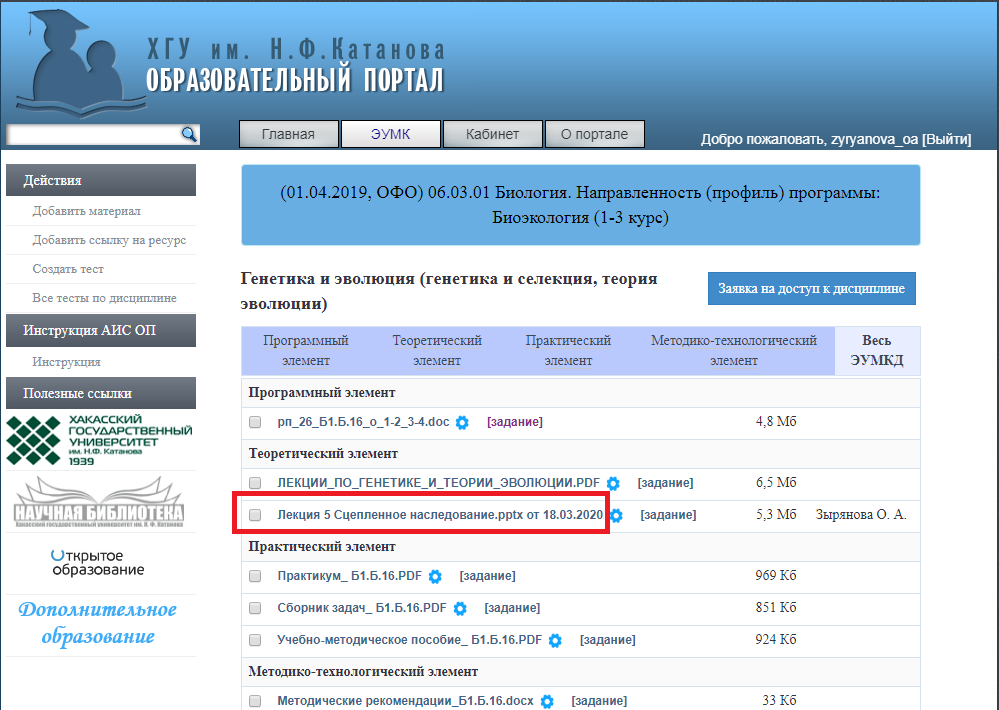 ХГУ им. Н.Ф.Катанова
ОБРАЗОВАТЕЛЬНЫЙ ПОРТАЛ
Главная
ЭУМК
Кабинет
О портале
Добро пожаловать, zyryanova_oa [Выйти]
Действия
Добавить материал
Добавить ссылку на ресурс
Создать тест
Все тесты по дисциплине
Инструкция АИС ОП
Инструкция
Полезные ссылки
ХАКАССКИЙ
ГОСУДАРСТВЕННЫЙ
УНИВЕРСИТЕТ
им. Н.Ф. Катанова
1939
НАУЧНАЯ БИБЛИОТЕКА
Хакасский государственный университет им. Н. Ф. Катанова
Uткрытое
образование
Дополнительное
образование
(01.04.2019, ОФО) 06.03.01 Биология. Направленность (профиль) программы:
Биоэкология (1-3 курс)
Генетика и эволюция (генетика и селекция, теория
эволюции)
Заявка на доступ к дисциплине
Программный
элемент
Теоретический
элемент
Практический
элемент
Методико-технологический
элемент
Весь
ЭУМКД
Программный элемент
рп_26_Б1.Б.16_о_1-2_3-4.doc [задание] 4,8 Мб
Теоретический элемент
ЛЕКЦИИ_ПО_ГЕНЕТИКЕ_И_ТЕОРИИ_ЭВОЛЮЦИИ.PDF [задание] 6,5 Мб
Лекция 5 Сцепленное наследование.pptx от 18.03.2020 [задание] 5,3 Мб Зырянова О. А.
Практический элемент
Практикум_ Б1.Б.16.PDF [задание] 969 Кб
Сборник задач_ Б1.Б.16.PDF [задание] 851 Кб
Учебно-методическое пособие_ Б1.Б.16.PDF [задание] 924 Кб
Методико-технологический элемент
Методические рекомендации_Б1.Б.16.docx [задание] 33 Кб